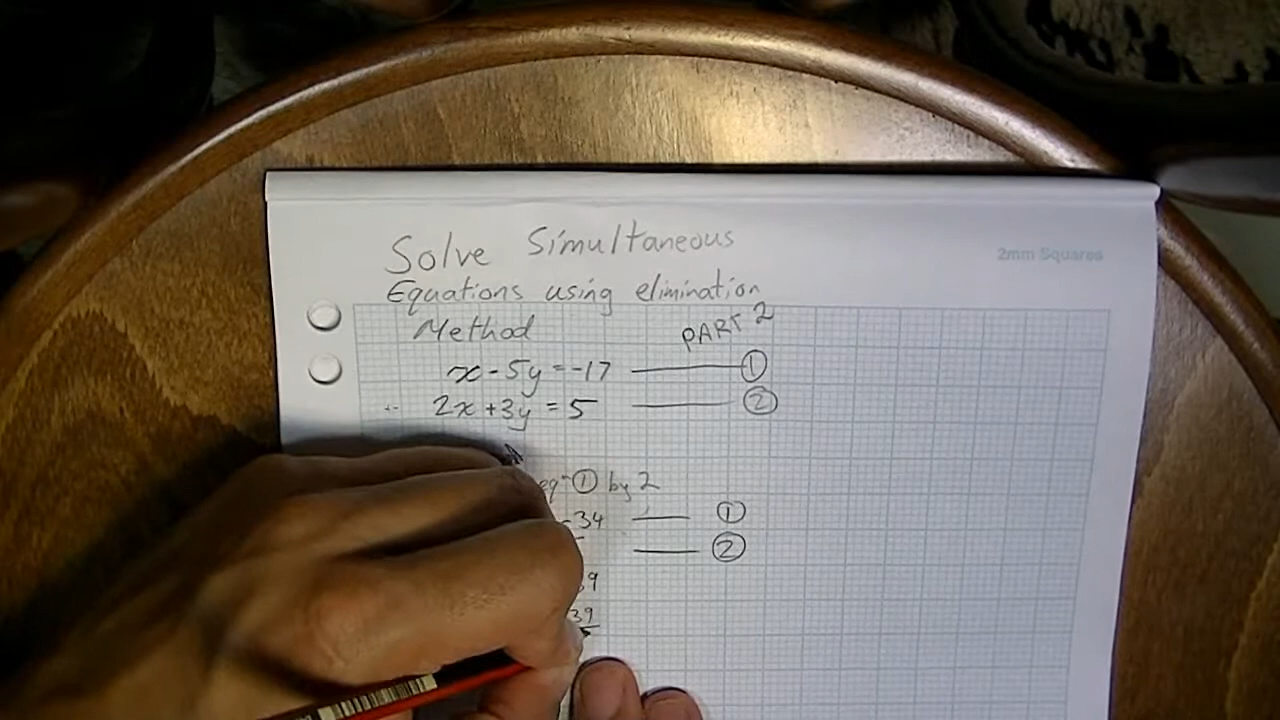 2mm Squares
Solve Simultaneous
Equations using elimination
Method PART 2
x - 5y = -17 ——— ①
2x + 3y = 5 ——— ②
eqⁿ ① by 2
-34 —— ①
—— ②
39